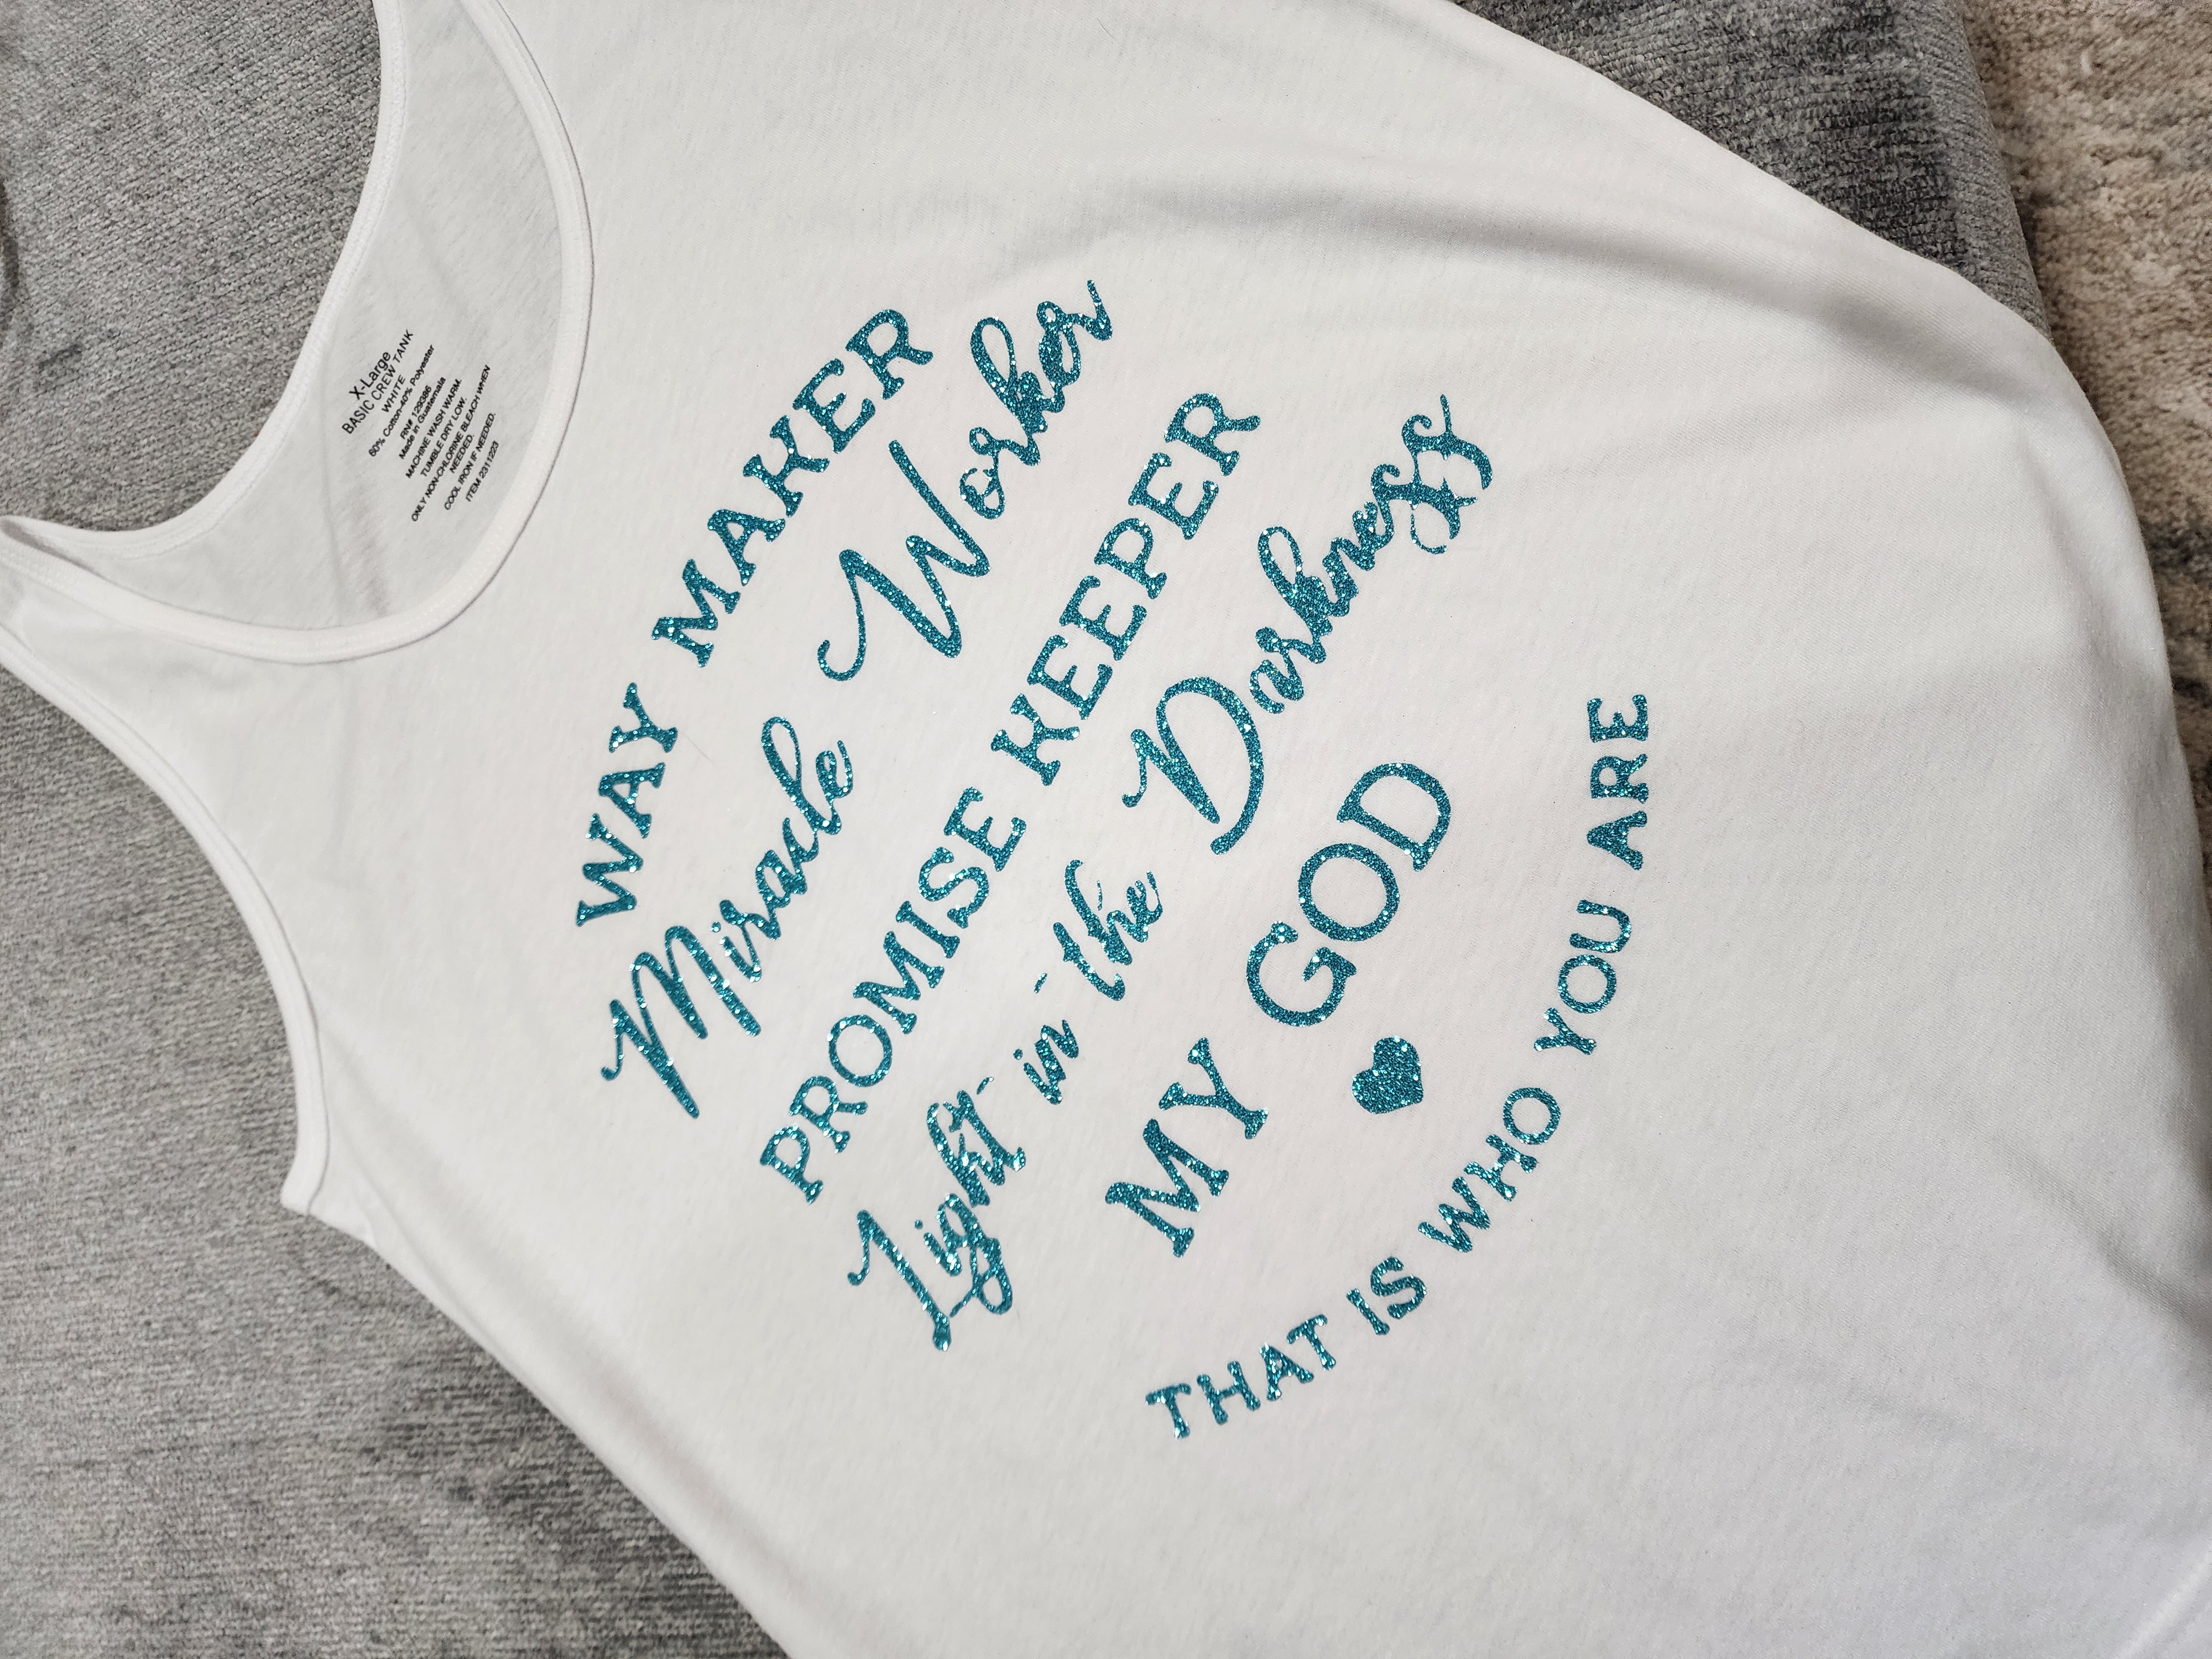 X-Large
BASIC CREW TANK
WHITE
60% Cotton-40% Polyester
RN# 129386
Made in Guatemala
MACHINE WASH WARM.
TUMBLE DRY LOW.
ONLY NON-CHLORINE BLEACH WHEN
NEEDED.
COOL IRON IF NEEDED.
ITEM 2311223
WAY MAKER
Miracle Worker
PROMISE KEEPER
Light in the Darkness
MY GOD
THAT IS WHO YOU ARE